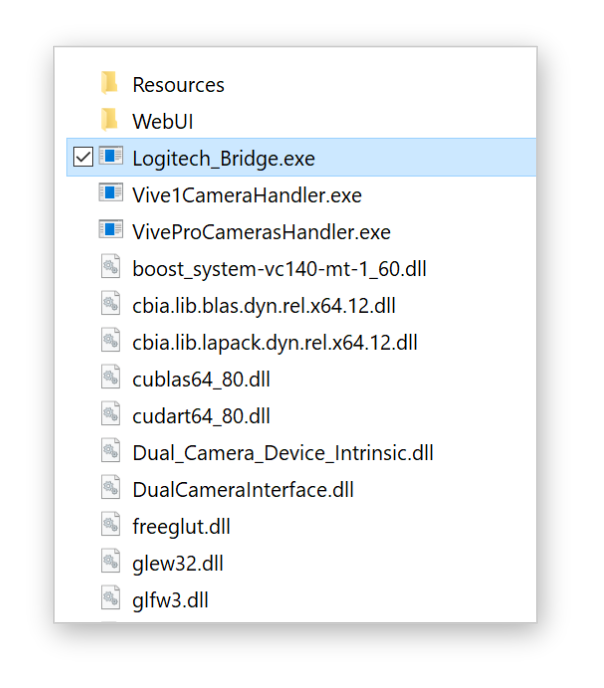 Resources
WebUI
Logitech_Bridge.exe
Vive1CameraHandler.exe
ViveProCamerasHandler.exe
boost_system-vc140-mt-1_60.dll
cbia.lib.blas.dyn.rel.x64.12.dll
cbia.lib.lapack.dyn.rel.x64.12.dll
cublas64_80.dll
cudart64_80.dll
Dual_Camera_Device_Intrinsic.dll
DualCameraInterface.dll
freeglut.dll
glew32.dll
glfw3.dll